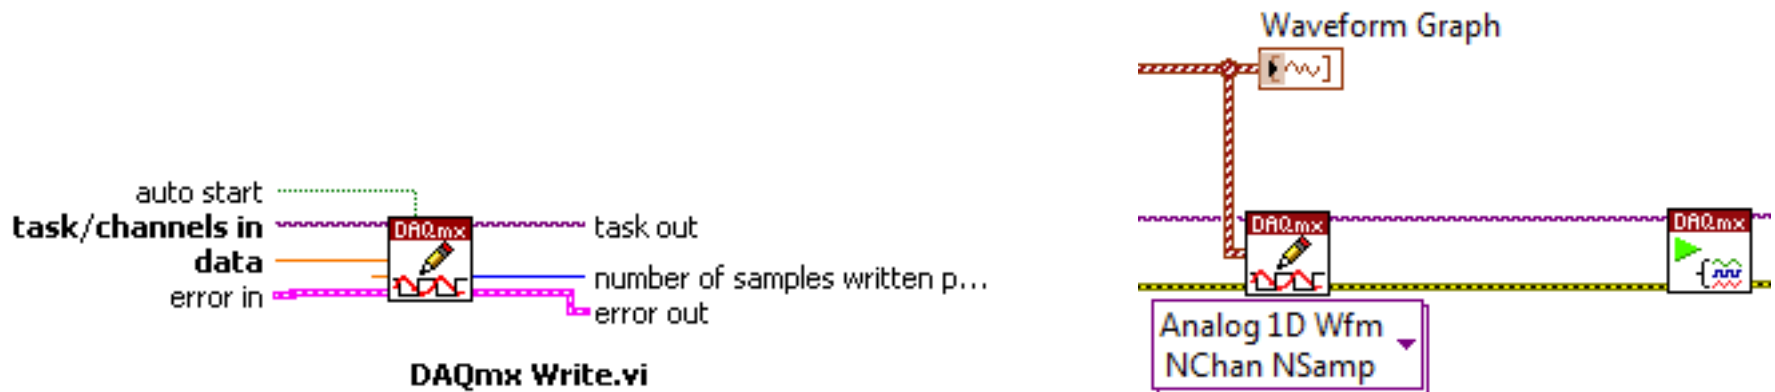 Waveform Graph
auto start
task/channels in
DAQmx
task out
data
number of samples written p...
error in
error out
DAQmx Write.vi
DAQmx
DAQmx
Analog 1D Wfm
NChan NSamp